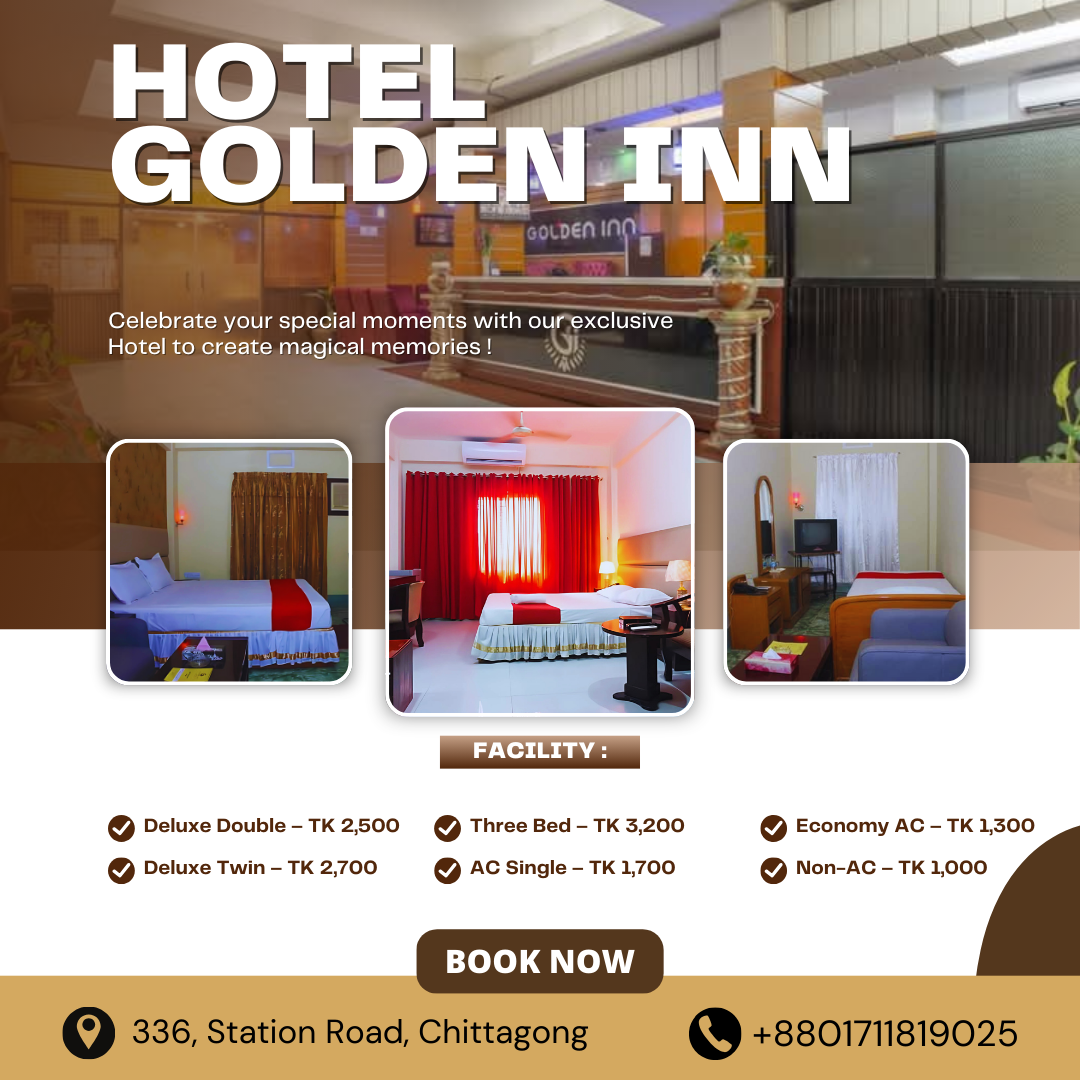 HOTEL
GOLDEN INN
GOLDEN INN
Celebrate your special moments with our exclusive
Hotel to create magical memories !
FACILITY :
Deluxe Double – TK 2,500
Three Bed – TK 3,200
Economy AC – TK 1,300
Deluxe Twin – TK 2,700
AC Single – TK 1,700
Non-AC – TK 1,000
BOOK NOW
336, Station Road, Chittagong
+8801711819025